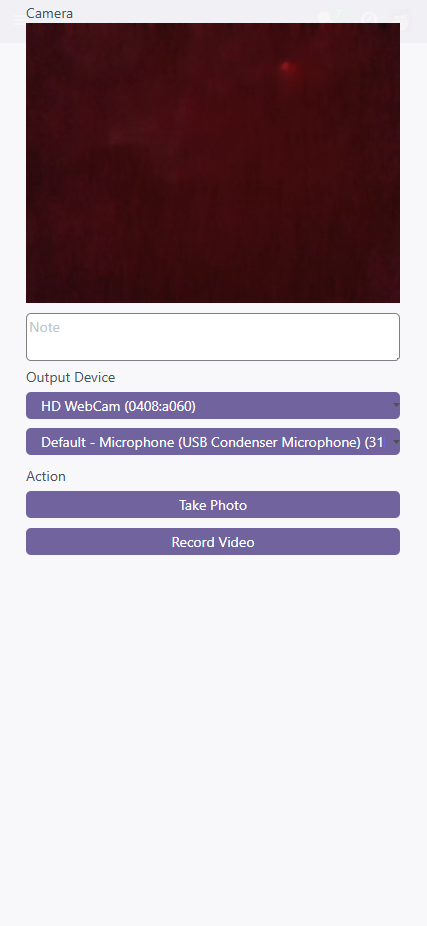 Camera
Note
Output Device
HD WebCam (0408:a060)
Default - Microphone (USB Condenser Microphone) (31
Action
Take Photo
Record Video